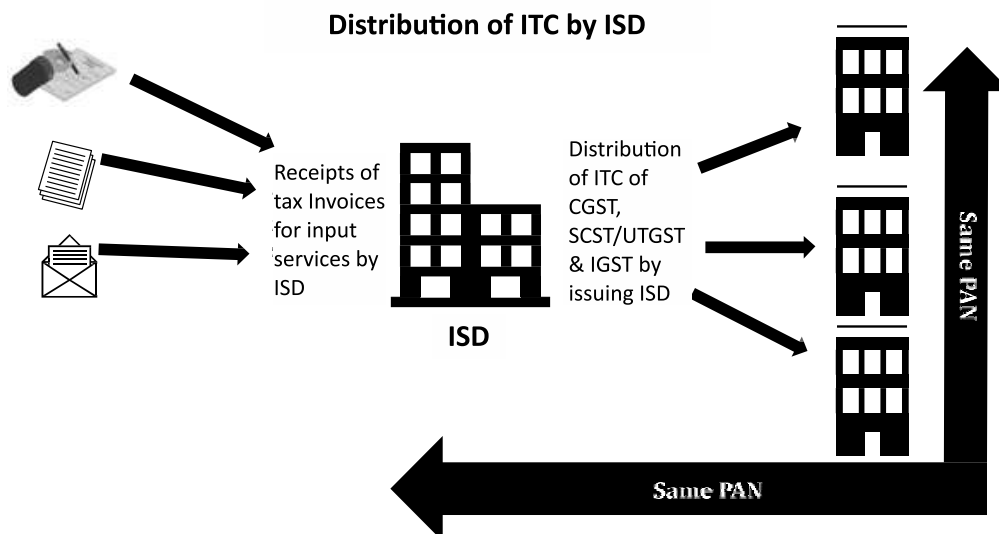 Distribution of ITC by ISD
Receipts of
tax Invoices
for input
services by
ISD
ISD
Distribution
of ITC of
CGST,
SCST/UTGST
& IGST by
issuing ISD
Same PAN
Same PAN